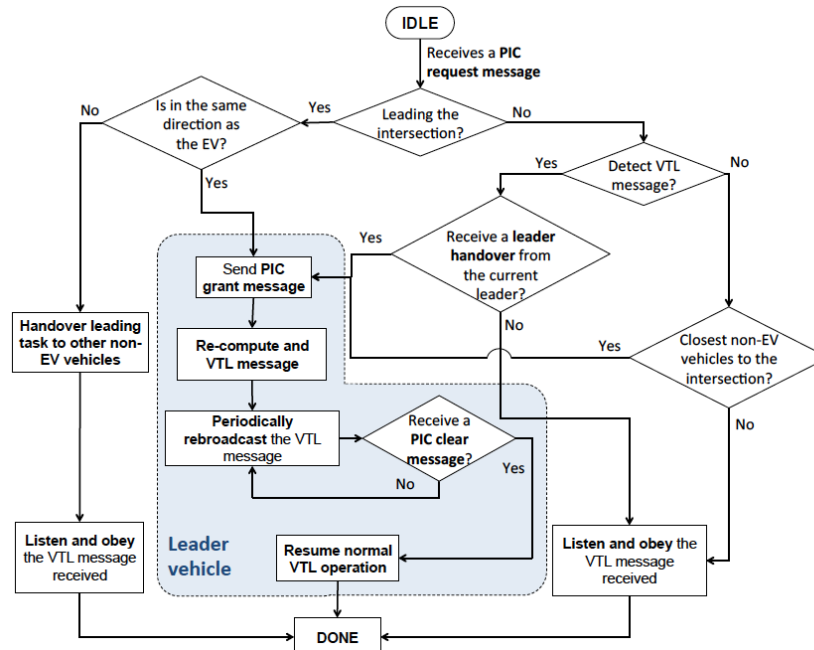 IDLE
Receives a PIC
request message
Is in the same
direction as
the EV?
No
Yes
Leading
the intersection?
No
Yes
Detect VTL
message?
Yes
No
Yes
Receive a leader
handover from
the current
leader?
Yes
Send PIC
grant message
No
Handover leading
task to other non-
EV vehicles
Re-compute and
VTL message
Closest non-EV
vehicles to the
intersection?
Yes
No
Periodically
rebroadcast the VTL
message
Receive a
PIC clear
message?
No
Yes
Listen and obey
the VTL message
received
Leader
vehicle
Resume normal
VTL operation
Listen and obey the
VTL message
received
DONE